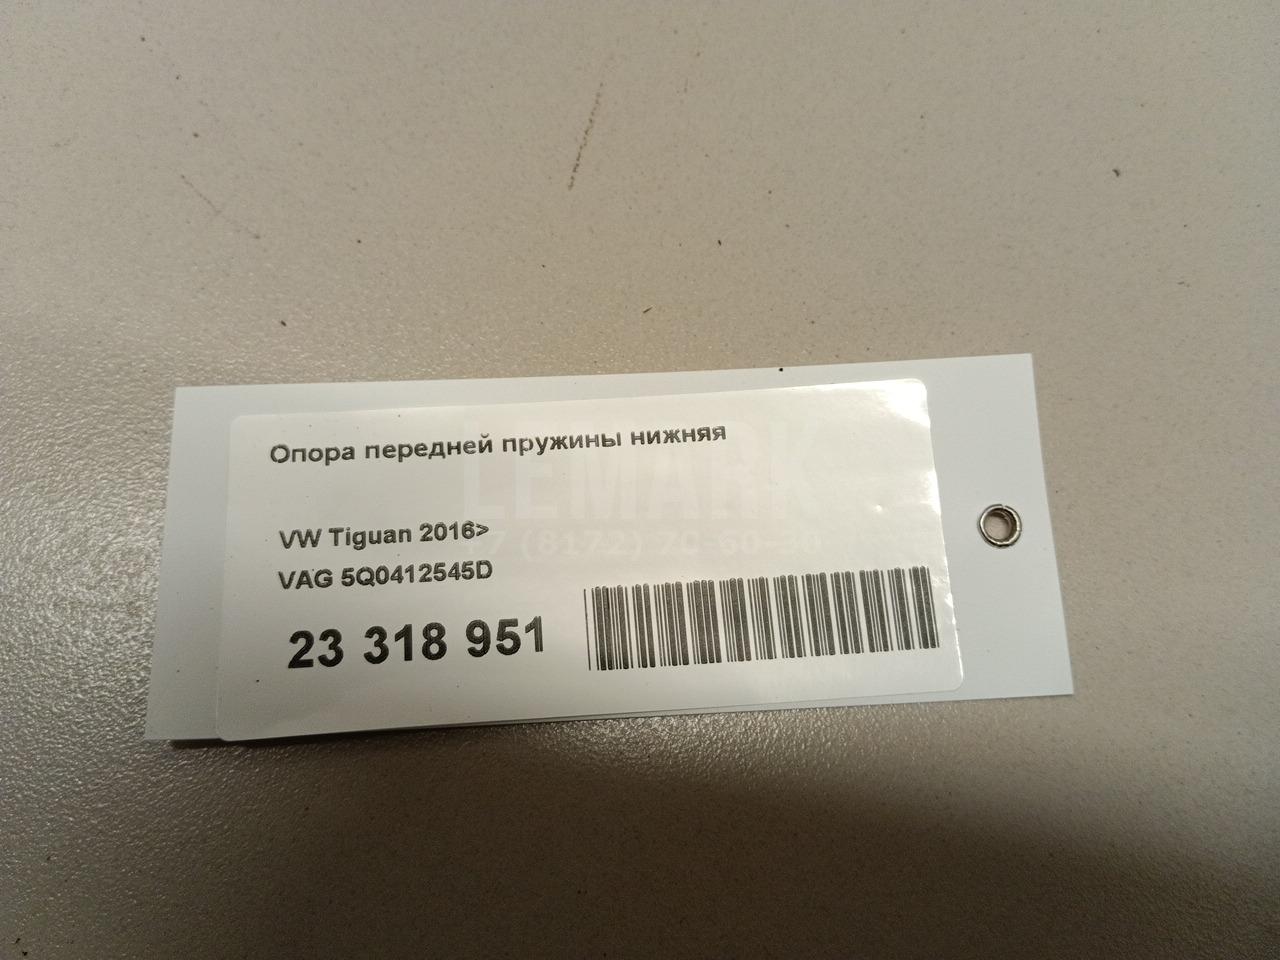 Опора передней пружины нижняя
LEMARK
VW Tiguan 2016>
VAG 5Q0412545D
23 318 951